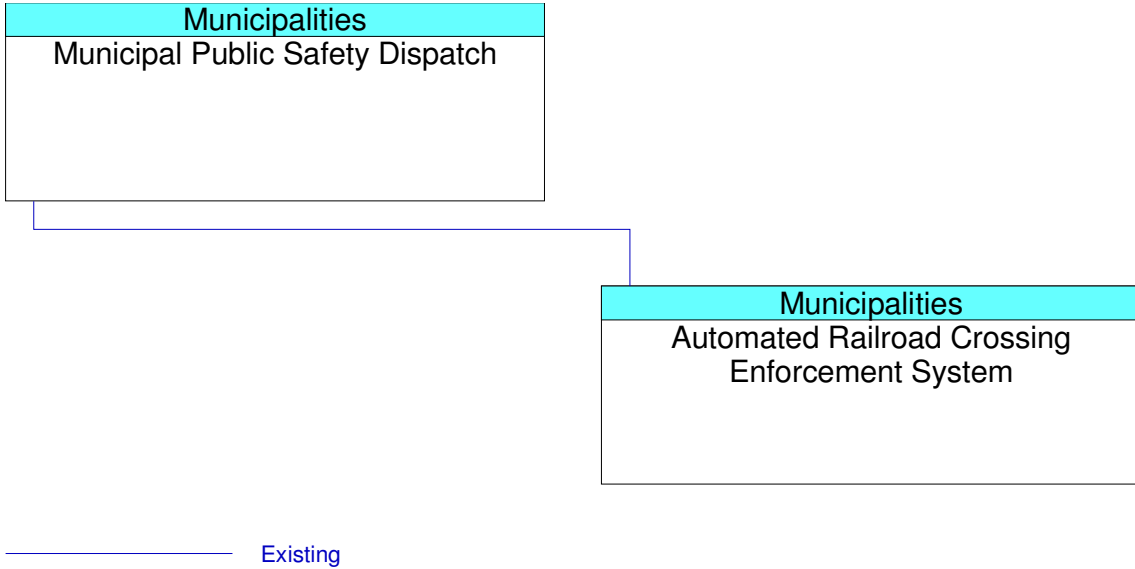 Municipalities
Municipal Public Safety Dispatch
Municipalities
Automated Railroad Crossing
Enforcement System
Existing